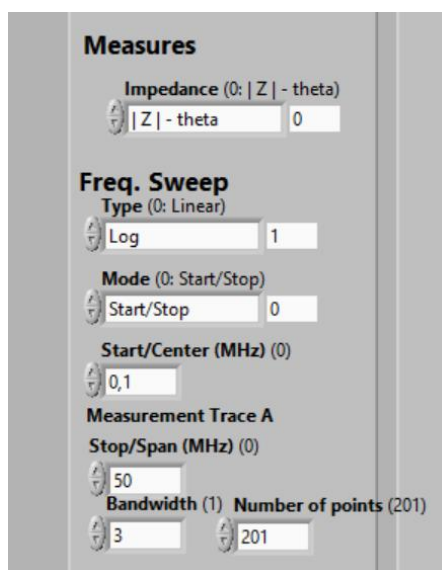 Measures
Impedance (0: | Z | - theta)
| Z | - theta 0
Freq. Sweep
Type (0: Linear)
Log 1
Mode (0: Start/Stop)
Start/Stop 0
Start/Center (MHz) (0)
0,1
Measurement Trace A
Stop/Span (MHz) (0)
50
Bandwidth (1) Number of points (201)
3 201